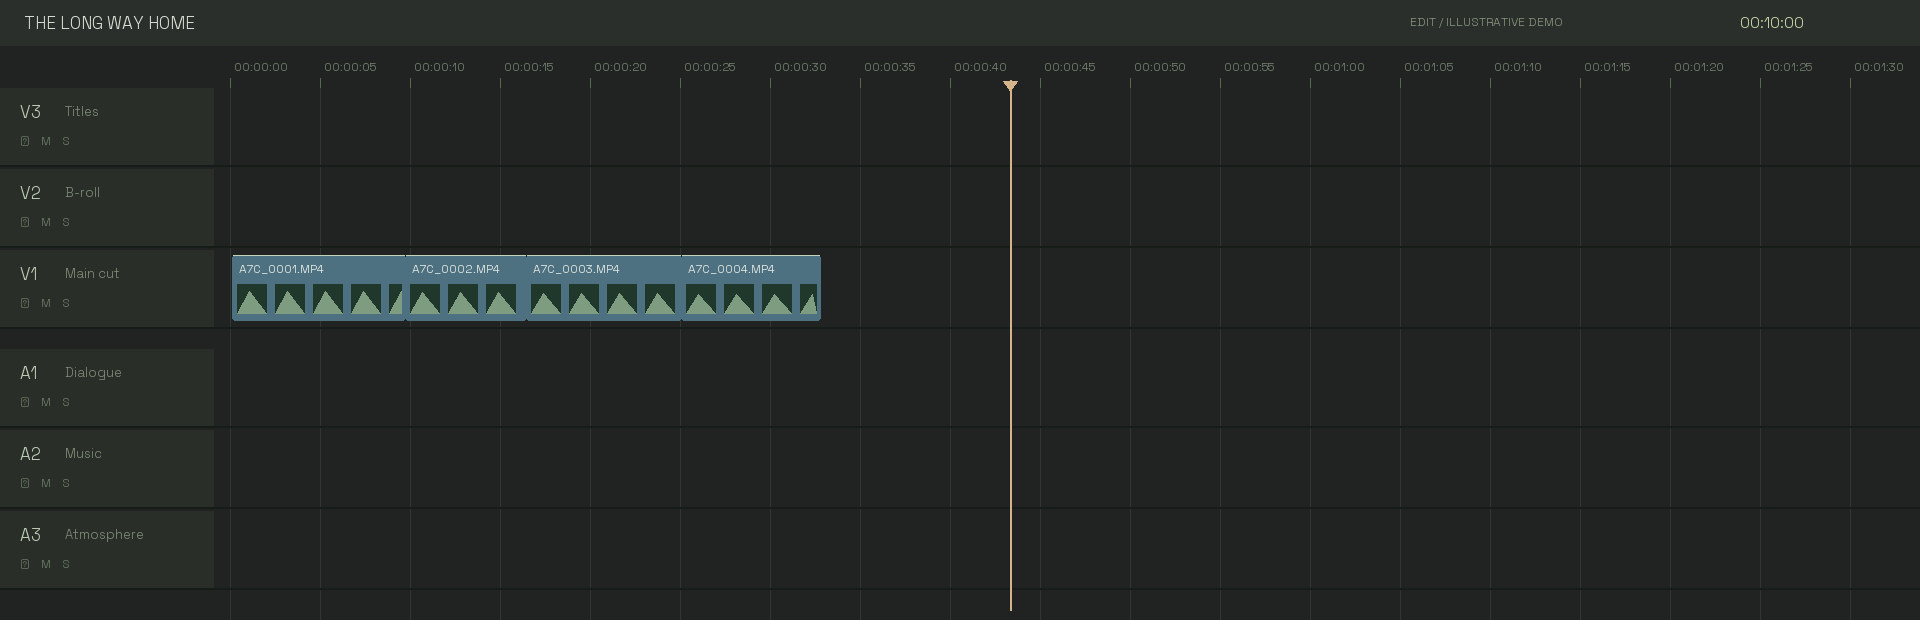 THE LONG WAY HOME
EDIT / ILLUSTRATIVE DEMO
00:10:00
00:00:00 00:00:05 00:00:10 00:00:15 00:00:20 00:00:25 00:00:30 00:00:35 00:00:40 00:00:45 00:00:50 00:00:55 00:01:00 00:01:05 00:01:10 00:01:15 00:01:20 00:01:25 00:01:30
V3 Titles
M S
V2 B-roll
M S
V1 Main cut
M S
A7C_0001.MP4 A7C_0002.MP4 A7C_0003.MP4 A7C_0004.MP4
A1 Dialogue
M S
A2 Music
M S
A3 Atmosphere
M S